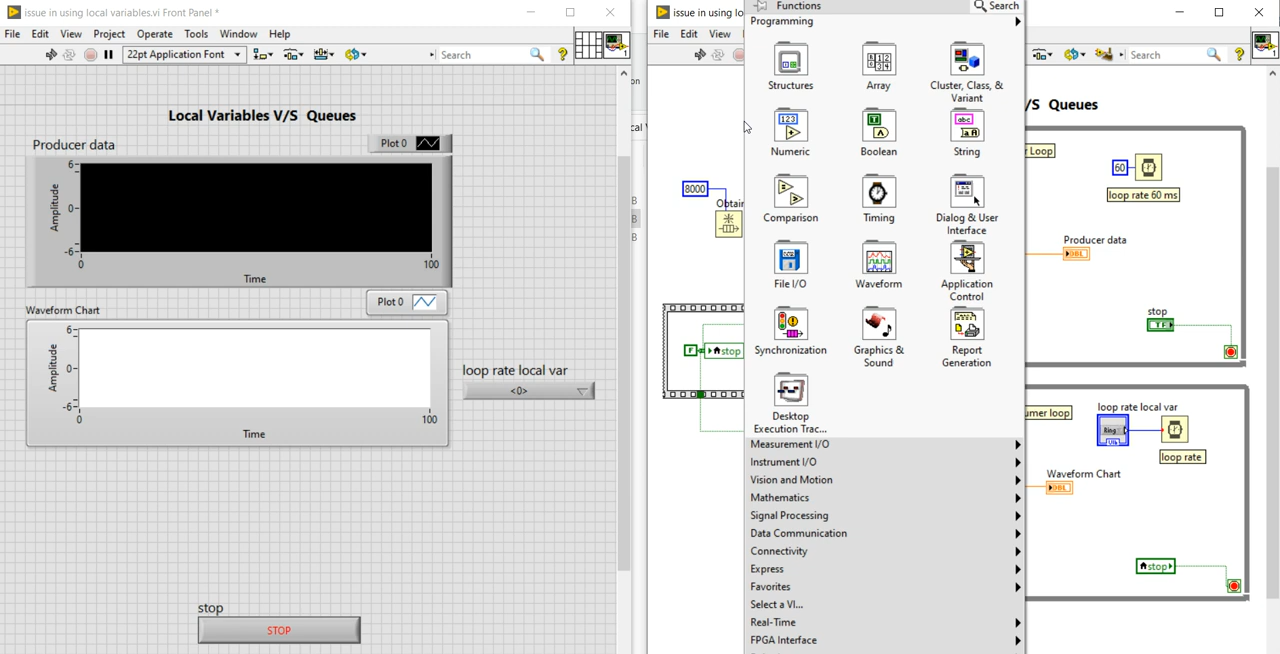 issue in using local variables.vi Front Panel *
File Edit View Project Operate Tools Window Help
22pt Application Font
Search
Local Variables V/S Queues
Producer data
Plot 0
Amplitude
6
0
-6
0
100
Time
Plot 0
Waveform Chart
Amplitude
6
0
-6
0
100
Time
loop rate local var
<0>
stop
STOP
issue in using lo
File Edit View
8000
Obtain
F
stop
Functions
Search
Programming
Structures
Array
Cluster, Class, &
Variant
Numeric
Boolean
String
Comparison
Timing
Dialog & User
Interface
File I/O
Waveform
Application
Control
Synchronization
Graphics &
Sound
Report
Generation
Desktop
Execution Trac...
Measurement I/O
Instrument I/O
Vision and Motion
Mathematics
Signal Processing
Data Communication
Connectivity
Express
Favorites
Select a VI...
Real-Time
FPGA Interface
Search
/S Queues
r Loop
60
loop rate 60 ms
Producer data
DBL
stop
TF
umer loop
loop rate local var
Ring
loop rate
Waveform Chart
DBL
stop